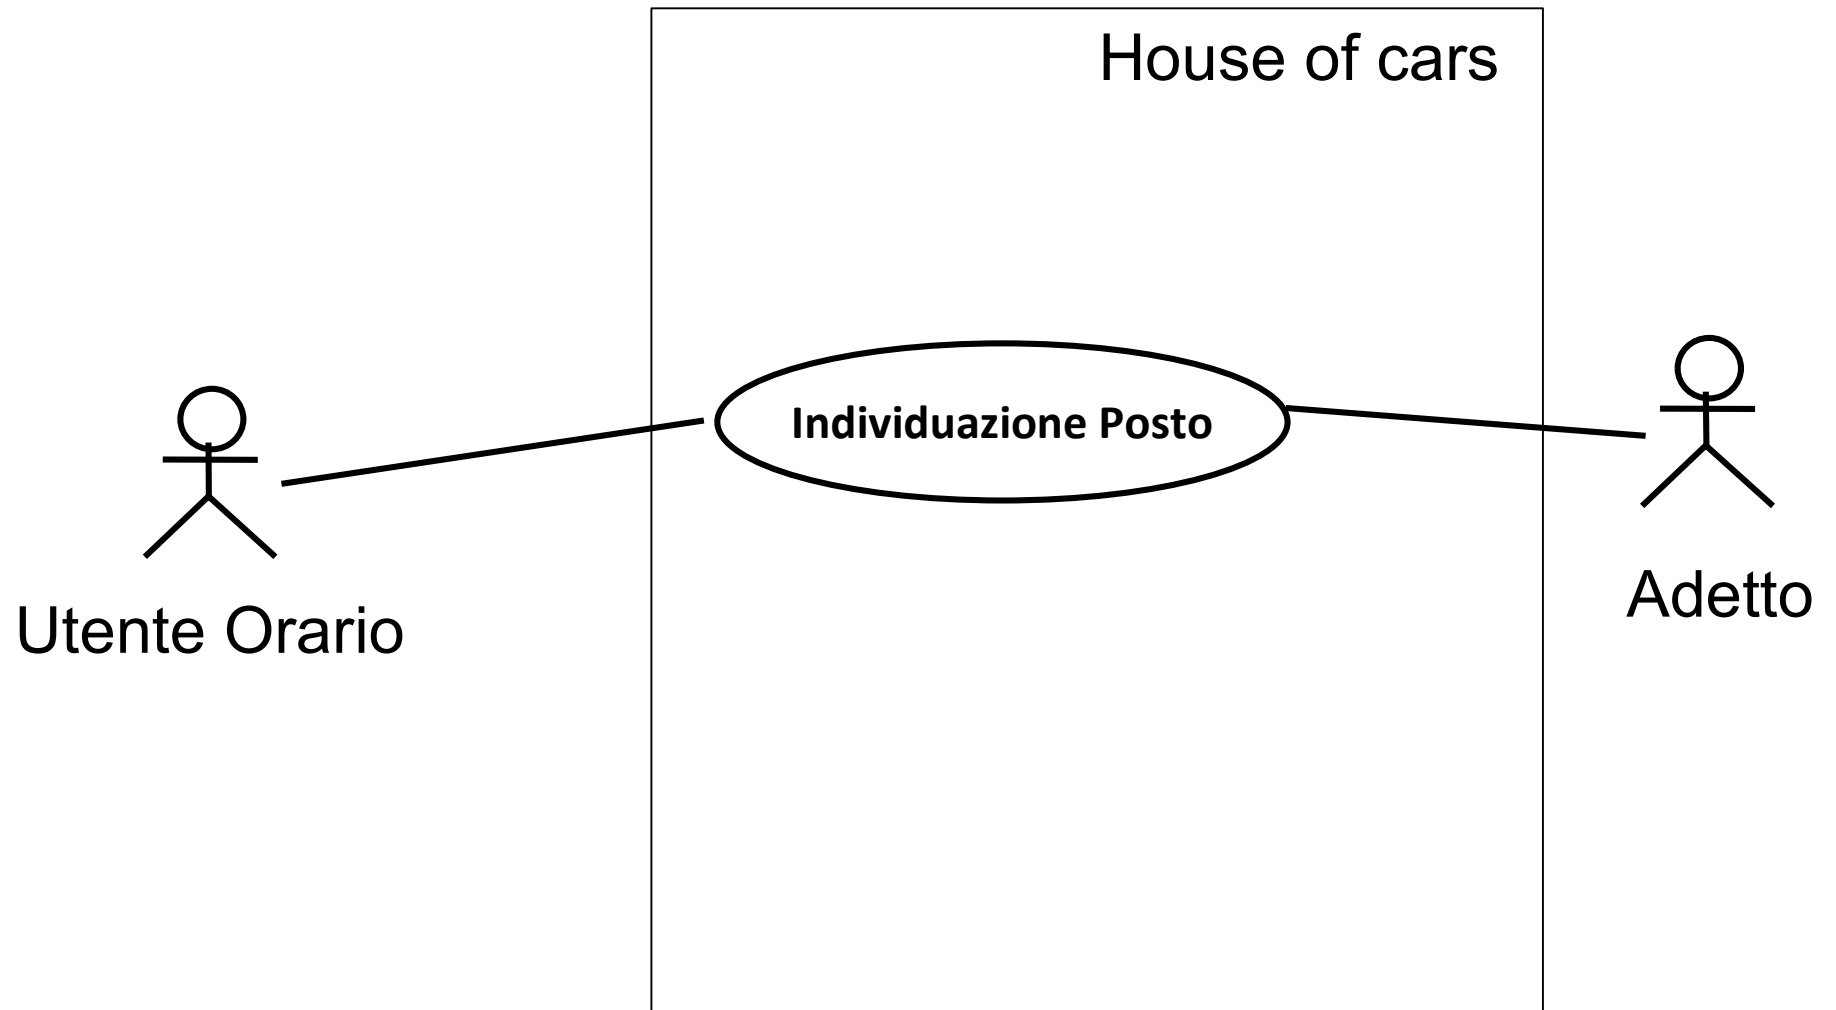 House of cars
Individuazione Posto
Utente Orario
Adetto